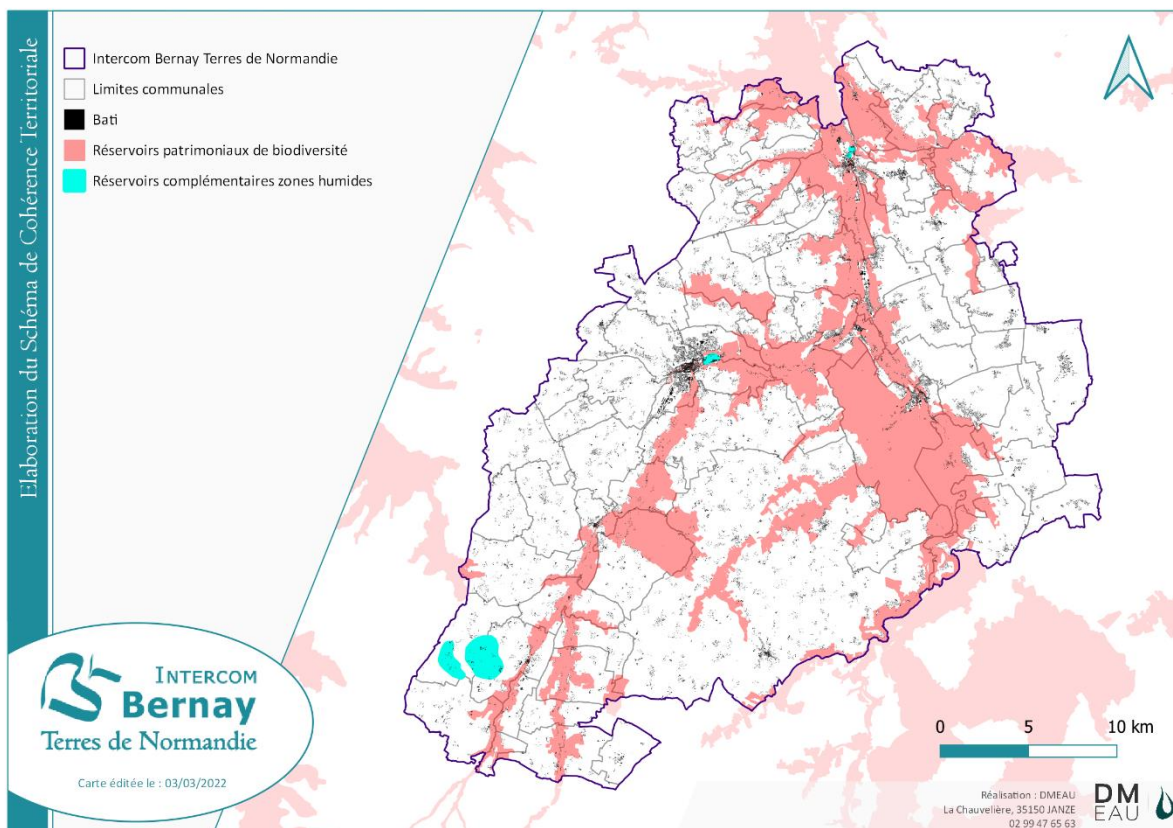 Elaboration du Schéma de Cohérence Territoriale
Intercom Bernay Terres de Normandie
Limites communales
Bati
Réservoirs patrimoniaux de biodiversité
Réservoirs complémentaires zones humides
INTERCOM
Bernay
Terres de Normandie
Carte éditée le : 03/03/2022
0 5 10 km
Réalisation : DMEAU
La Chauvelière, 35150 JANZE
02 99 47 65 63
DM
EAU